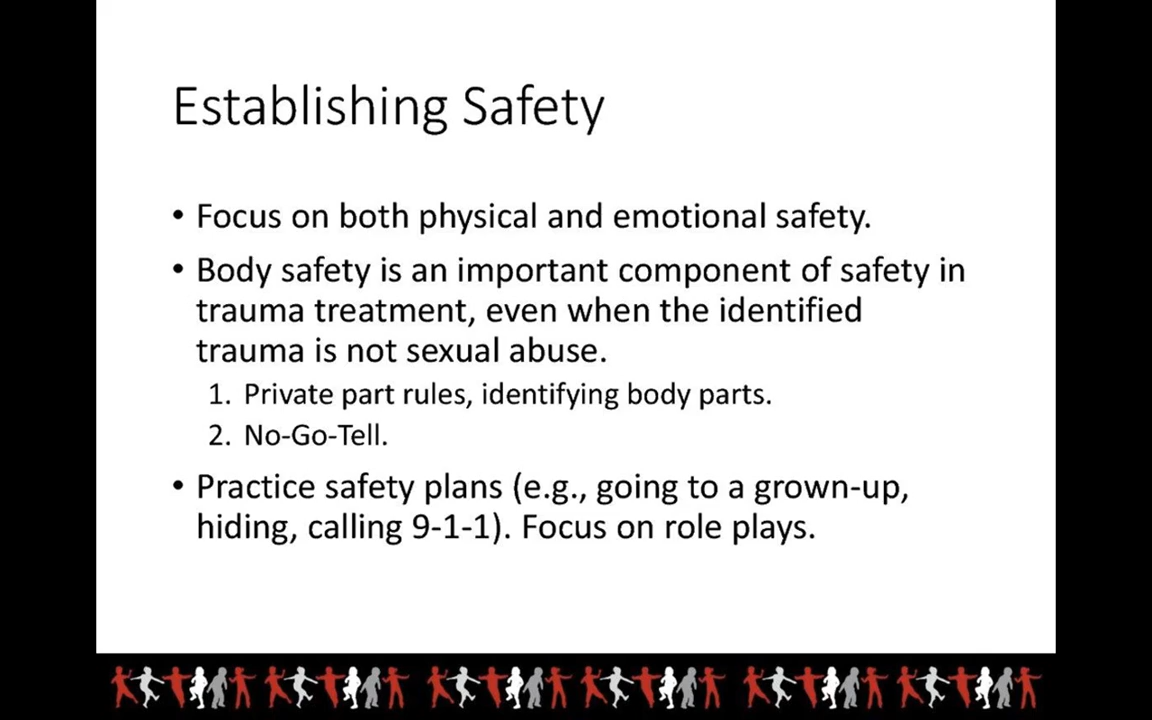 Establishing Safety
• Focus on both physical and emotional safety.
• Body safety is an important component of safety in
trauma treatment, even when the identified
trauma is not sexual abuse.
1. Private part rules, identifying body parts.
2. No-Go-Tell.
• Practice safety plans (e.g., going to a grown-up,
hiding, calling 9-1-1). Focus on role plays.